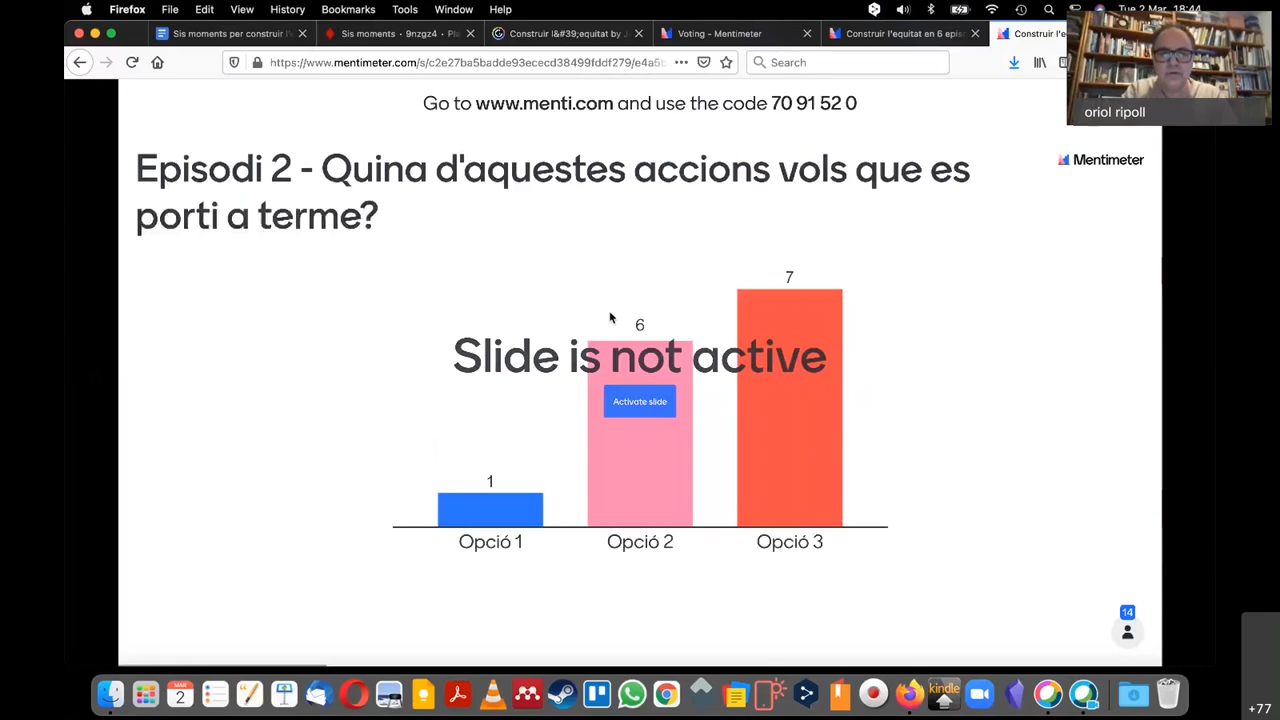 Firefox File Edit View History Bookmarks Tools Window Help
Tue 2 Mar 18:44
Sis moments per construir l'
Sis moments · 9nzgz4 ·
Construir l&#39;equitat by
Voting - Mentimeter
Construir l'equitat en 6 epis
Construir l'e
https://www.mentimeter.com/s/c2e27ba5badde93ececd38499fddf279/e4a5
Search
oriol ripoll
Go to www.menti.com and use the code 70 91 52 0
Mentimeter
Episodi 2 - Quina d'aquestes accions vols que es
porti a terme?
7
6
Slide is not active
Activate slide
1
Opció 1 Opció 2 Opció 3
14
MAR
2
kindle
+77